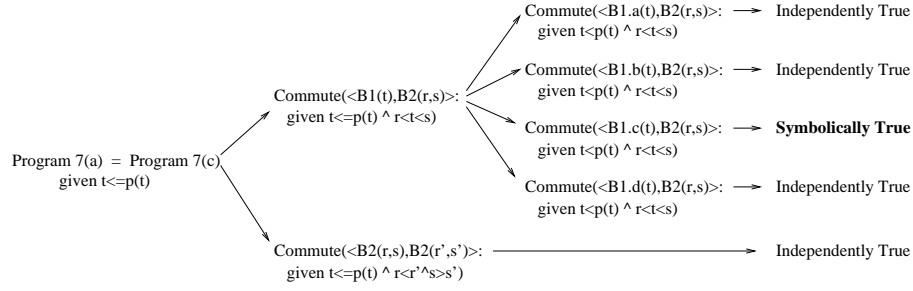 Commute(<B1.a(t),B2(r,s)>: Independently True
given t<p(t) ^ r<t<s)
Commute(<B1.b(t),B2(r,s)>: Independently True
given t<p(t) ^ r<t<s)
Commute(<B1(t),B2(r,s)>:
given t<=p(t) ^ r<t<s)
Commute(<B1.c(t),B2(r,s)>: Symbolically True
given t<p(t) ^ r<t<s)
Program 7(a) = Program 7(c)
given t<=p(t)
Commute(<B1.d(t),B2(r,s)>: Independently True
given t<p(t) ^ r<t<s)
Commute(<B2(r,s),B2(r',s')>: Independently True
given t<=p(t) ^ r<r'^s>s')